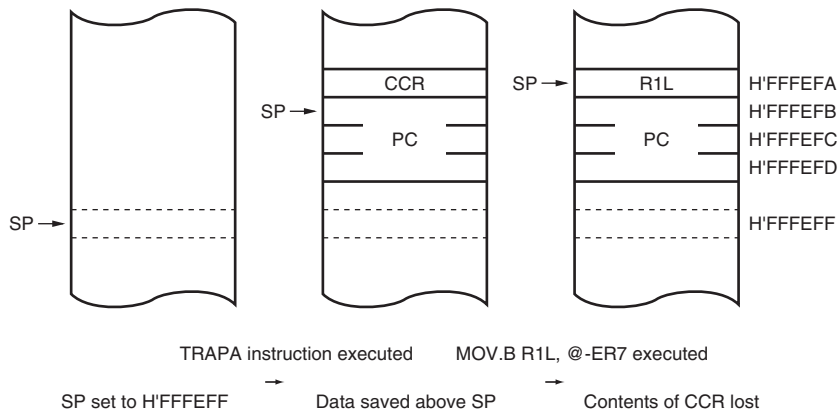 CCR
SP → R1L H'FFFEFA
SP → H'FFFEFB
PC PC H'FFFEFC
H'FFFEFD
SP → H'FFFEFF
TRAPA instruction executed MOV.B R1L, @-ER7 executed
SP set to H'FFFEFF → Data saved above SP → Contents of CCR lost